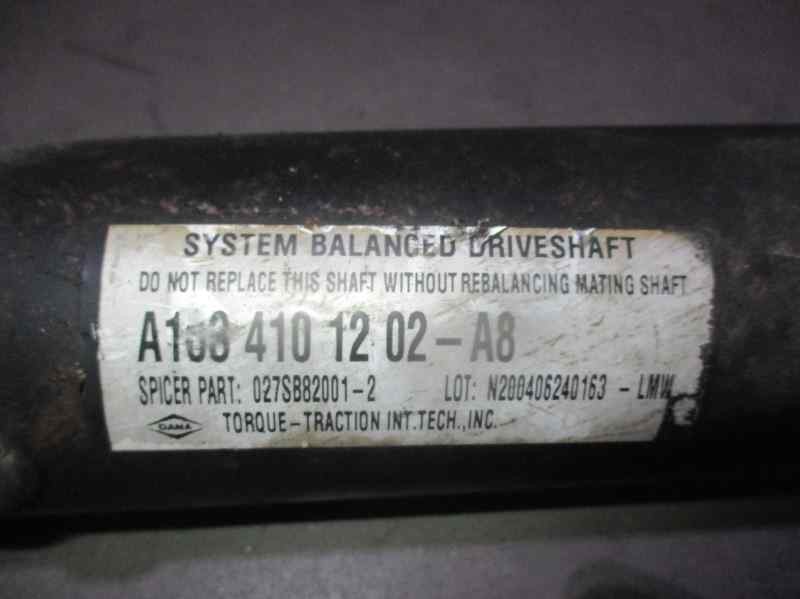 SYSTEM BALANCED DRIVESHAFT
DO NOT REPLACE THIS SHAFT WITHOUT REBALANCING MATING SHAFT
410 12 02-A8
SPICER PART: 027SB82001-2 LOT: N200406240163 -LMW
DANA TORQUE-TRACTION INT.TECH.,INC.